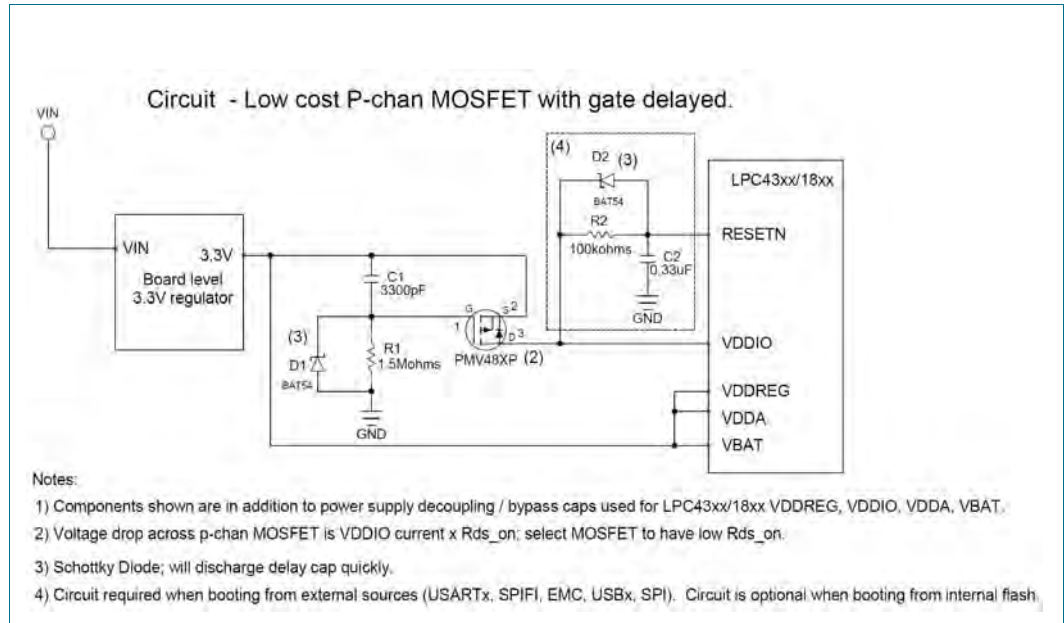 Circuit - Low cost P-chan MOSFET with gate delayed.
VIN
(4)
D2 (3)
BAT54
R2
100kohms
C2
0.33uF
GND
LPC43xx/18xx
RESETN
VDDIO
VDDREG
VDDA
VBAT
VIN
3.3V
Board level
3.3V regulator
C1
3300pF
G
S 2
1
D 3
PMV48XP (2)
(3)
D1
BAT54
R1
1.5Mohms
GND
Notes:
1) Components shown are in addition to power supply decoupling / bypass caps used for LPC43xx/18xx VDDREG, VDDIO, VDDA, VBAT.
2) Voltage drop across p-chan MOSFET is VDDIO current x Rds_on; select MOSFET to have low Rds_on.
3) Schottky Diode; will discharge delay cap quickly.
4) Circuit required when booting from external sources (USARTx, SPIFI, EMC, USBx, SPI). Circuit is optional when booting from internal flash.